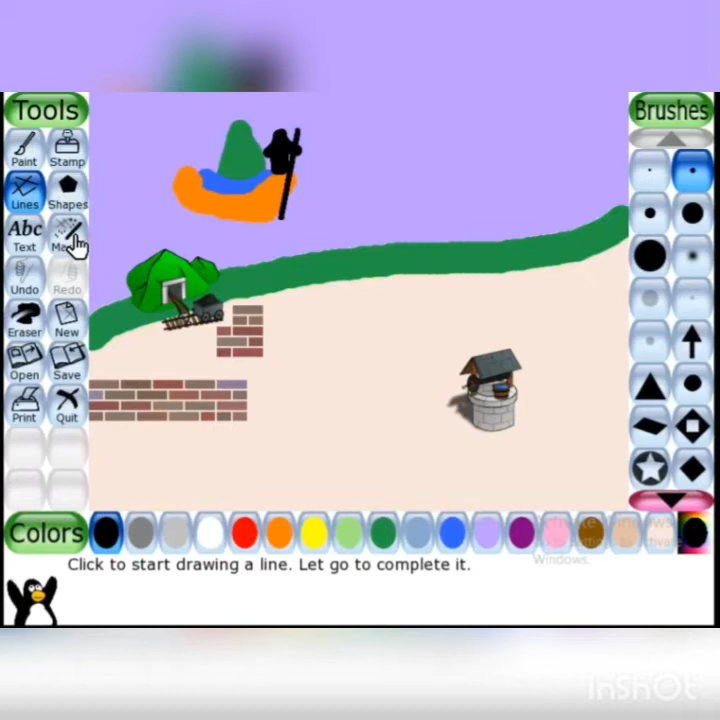 Tools
Brushes
Paint
Stamp
Lines
Shapes
Abc
Text
Undo
Redo
Eraser
New
Open
Save
Print
Quit
Colors
Click to start drawing a line. Let go to complete it.
Windows.
InShOt